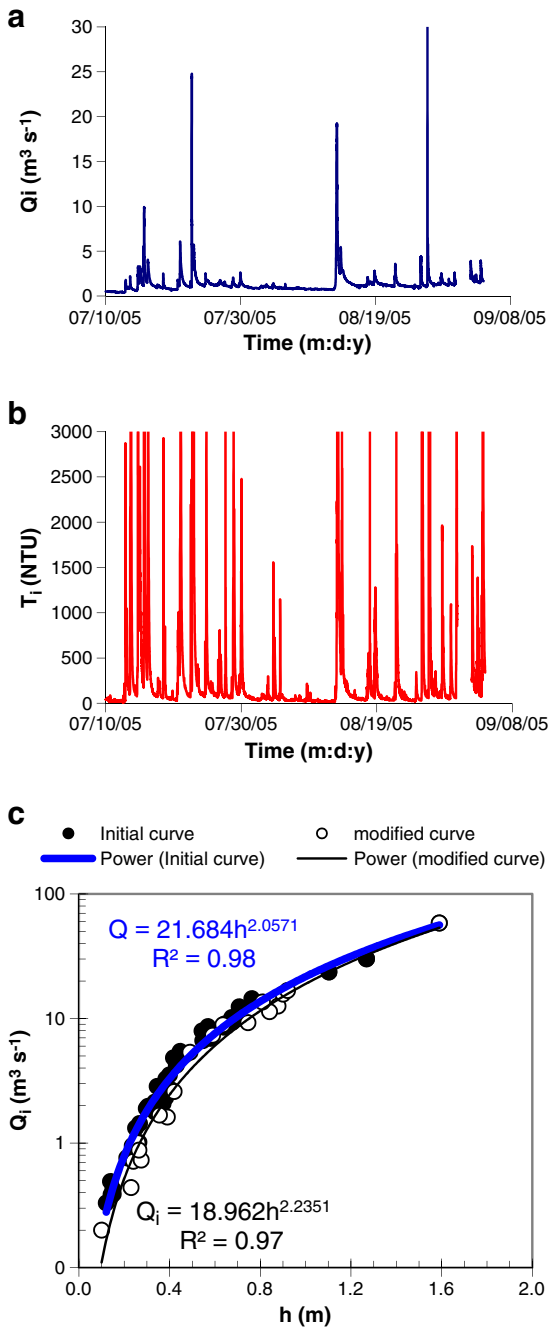 a
30
25
20
15
10
5
0
Qi (m³ s⁻¹)
07/10/05 07/30/05 08/19/05 09/08/05
Time (m:d:y)
b
3000
2500
2000
1500
1000
500
0
Tᵢ (NTU)
07/10/05 07/30/05 08/19/05 09/08/05
Time (m:d:y)
c
Initial curve modified curve
Power (Initial curve) Power (modified curve)
100
10
1
0
Qᵢ (m³ s⁻¹)
Q = 21.684h²·⁰⁵⁷¹
R² = 0.98
Qᵢ = 18.962h²·²³⁵¹
R² = 0.97
0.0 0.4 0.8 1.2 1.6 2.0
h (m)